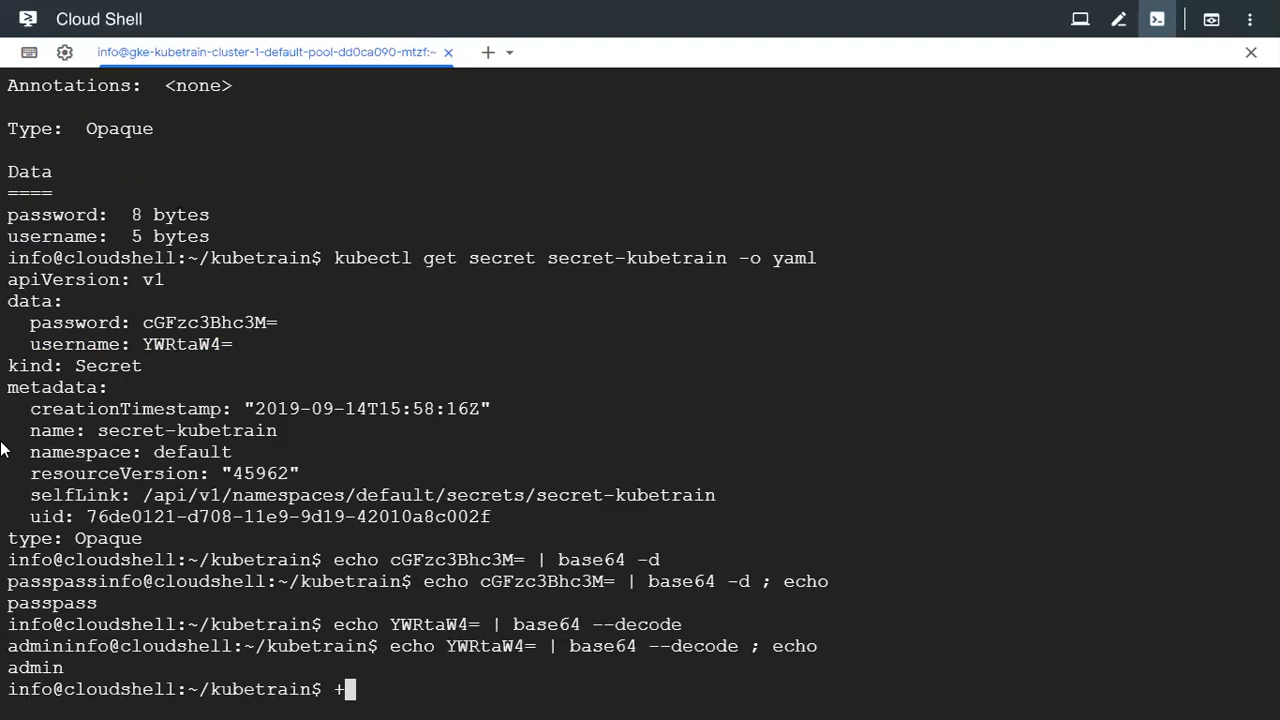 Cloud Shell
info@gke-kubetrain-cluster-1-default-pool-dd0ca090-mtzf:~
Annotations:  <none>
Type:  Opaque
Data
====
password:  8 bytes
username:  5 bytes
info@cloudshell:~/kubetrain$ kubectl get secret secret-kubetrain -o yaml
apiVersion: v1
data:
  password: cGFzc3Bhc3M=
  username: YWRtaW4=
kind: Secret
metadata:
  creationTimestamp: "2019-09-14T15:58:16Z"
  name: secret-kubetrain
  namespace: default
  resourceVersion: "45962"
  selfLink: /api/v1/namespaces/default/secrets/secret-kubetrain
  uid: 76de0121-d708-11e9-9d19-42010a8c002f
type: Opaque
info@cloudshell:~/kubetrain$ echo cGFzc3Bhc3M= | base64 -d
passpassinfo@cloudshell:~/kubetrain$ echo cGFzc3Bhc3M= | base64 -d ; echo
passpass
info@cloudshell:~/kubetrain$ echo YWRtaW4= | base64 --decode
admininfo@cloudshell:~/kubetrain$ echo YWRtaW4= | base64 --decode ; echo
admin
info@cloudshell:~/kubetrain$ +